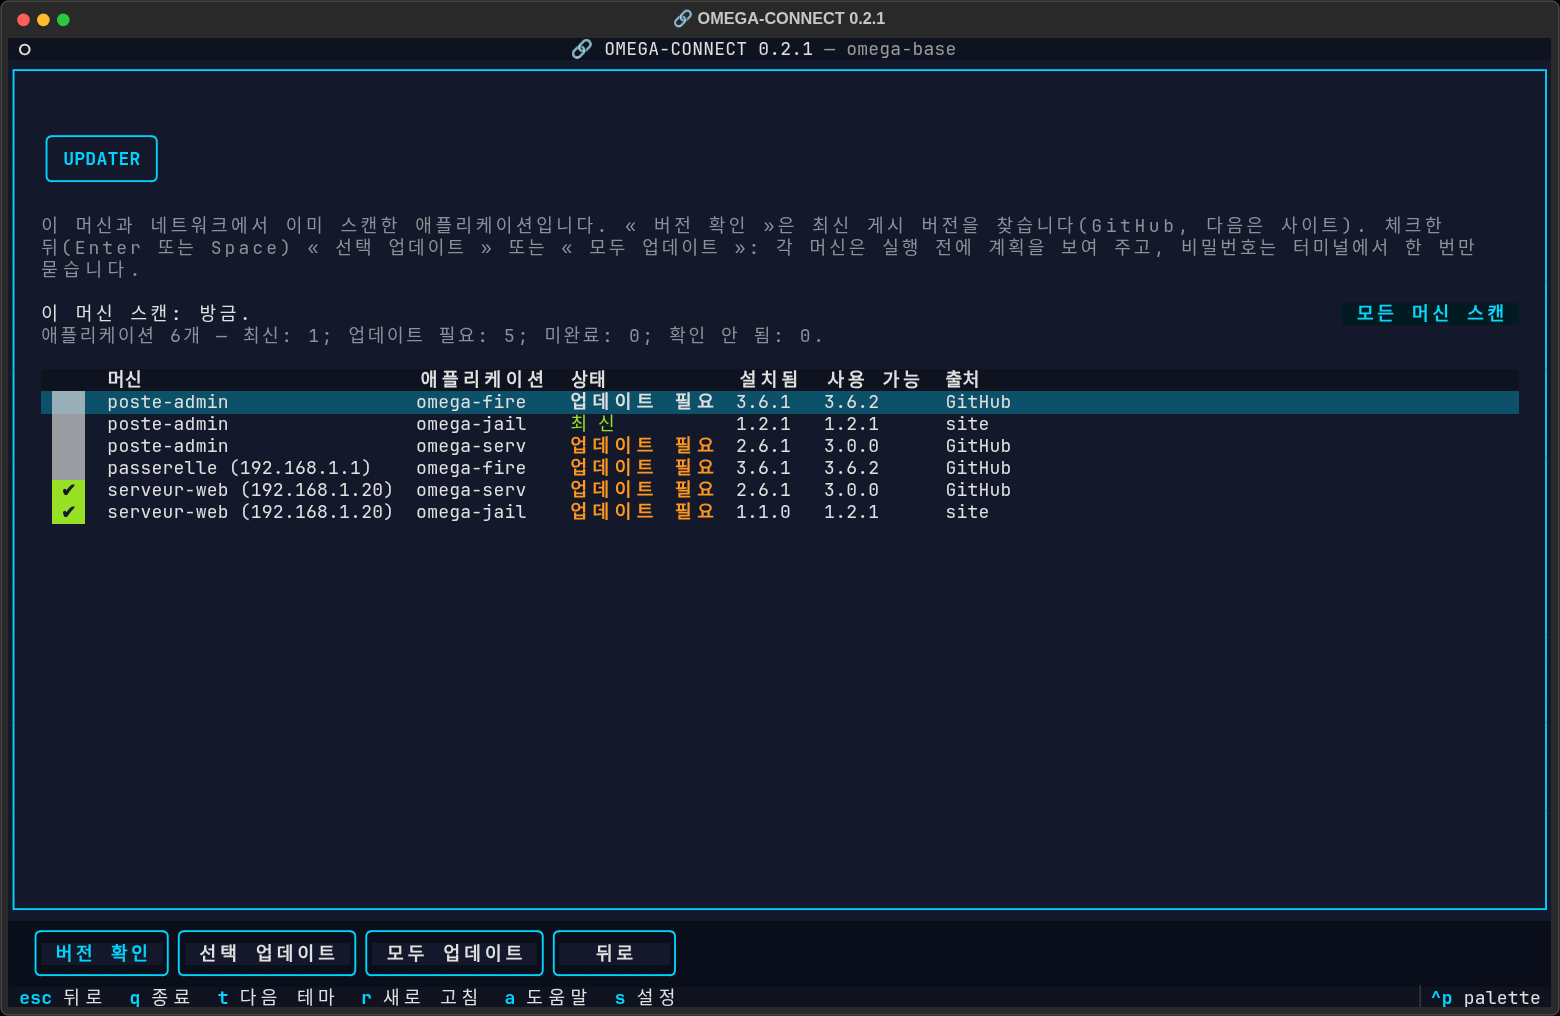 🔗 OMEGA-CONNECT 0.2.1
🔗 OMEGA-CONNECT 0.2.1 — omega-base
UPDATER
이 머신과 네트워크에서 이미 스캔한 애플리케이션입니다. « 버전 확인 »은 최신 게시 버전을 찾습니다(GitHub, 다음은 사이트). 체크한
뒤(Enter 또는 Space) « 선택 업데이트 » 또는 « 모두 업데이트 »: 각 머신은 실행 전에 계획을 보여 주고, 비밀번호는 터미널에서 한 번만
묻습니다.
이 머신 스캔: 방금. 모든 머신 스캔
애플리케이션 6개 — 최신: 1; 업데이트 필요: 5; 미완료: 0; 확인 안 됨: 0.
머신 애플리케이션 상태 설치됨 사용 가능 출처
poste-admin omega-fire 업데이트 필요 3.6.1 3.6.2 GitHub
poste-admin omega-jail 최신 1.2.1 1.2.1 site
poste-admin omega-serv 업데이트 필요 2.6.1 3.0.0 GitHub
passerelle (192.168.1.1) omega-fire 업데이트 필요 3.6.1 3.6.2 GitHub
✔ serveur-web (192.168.1.20) omega-serv 업데이트 필요 2.6.1 3.0.0 GitHub
✔ serveur-web (192.168.1.20) omega-jail 업데이트 필요 1.1.0 1.2.1 site
버전 확인 선택 업데이트 모두 업데이트 뒤로
esc 뒤로 q 종료 t 다음 테마 r 새로 고침 a 도움말 s 설정 ^p palette